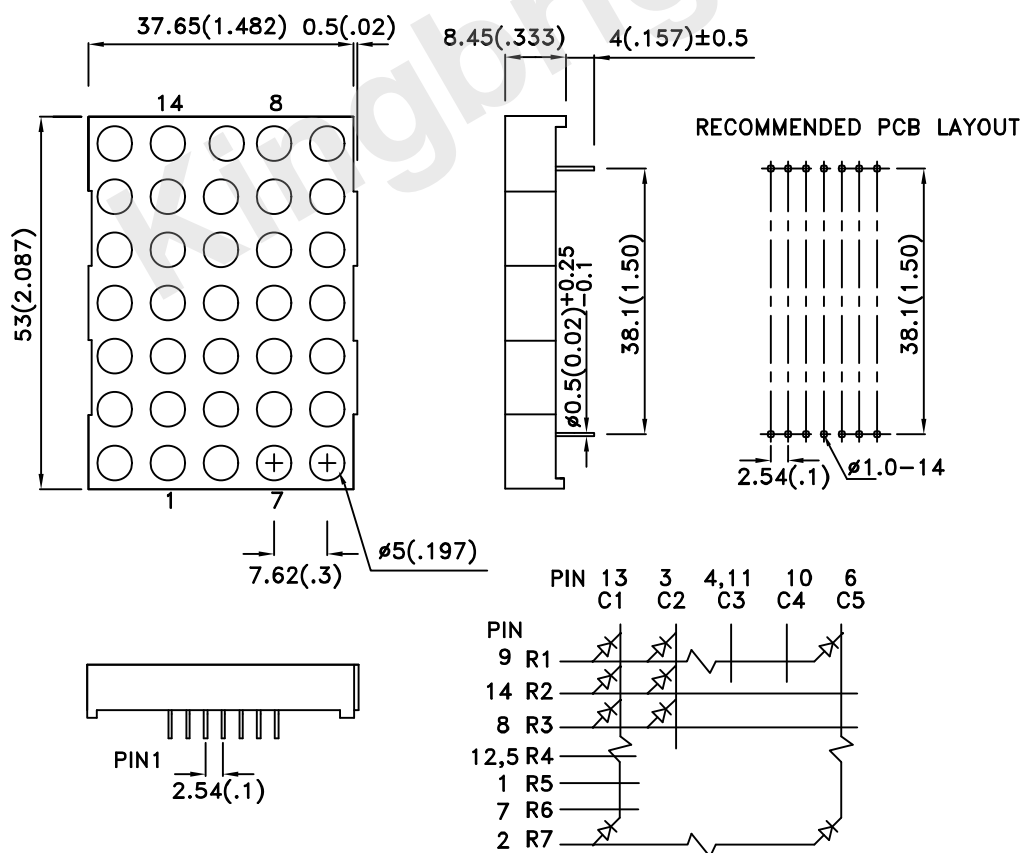 37.65(1.482) 0.5(.02)
8.45(.333) 4(.157)±0.5
14 8
RECOMMENDED PCB LAYOUT
53(2.087)
ø0.5(0.02)+0.25
-0.1
38.1(1.50)
38.1(1.50)
1 7
2.54(.1) ø1.0-14
ø5(.197)
7.62(.3)
PIN 13 3 4,11 10 6
C1 C2 C3 C4 C5
PIN
9 R1
14 R2
8 R3
12,5 R4
1 R5
7 R6
2 R7
PIN1
2.54(.1)
Kingbri